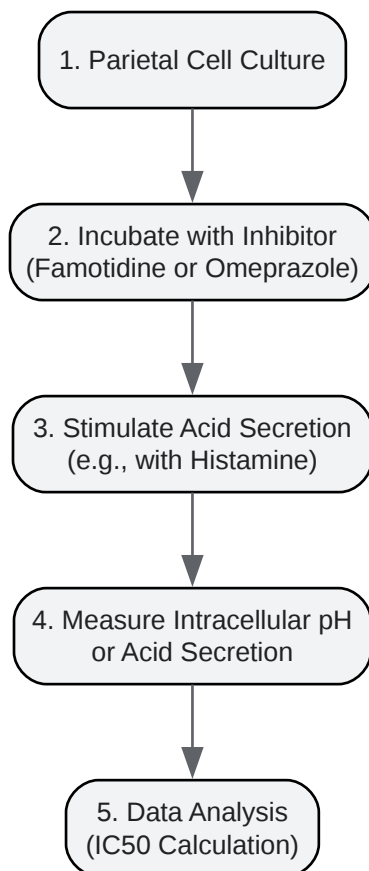 1. Parietal Cell Culture
2. Incubate with Inhibitor
(Famotidine or Omeprazole)
3. Stimulate Acid Secretion
(e.g., with Histamine)
4. Measure Intracellular pH
or Acid Secretion
5. Data Analysis
(IC50 Calculation)